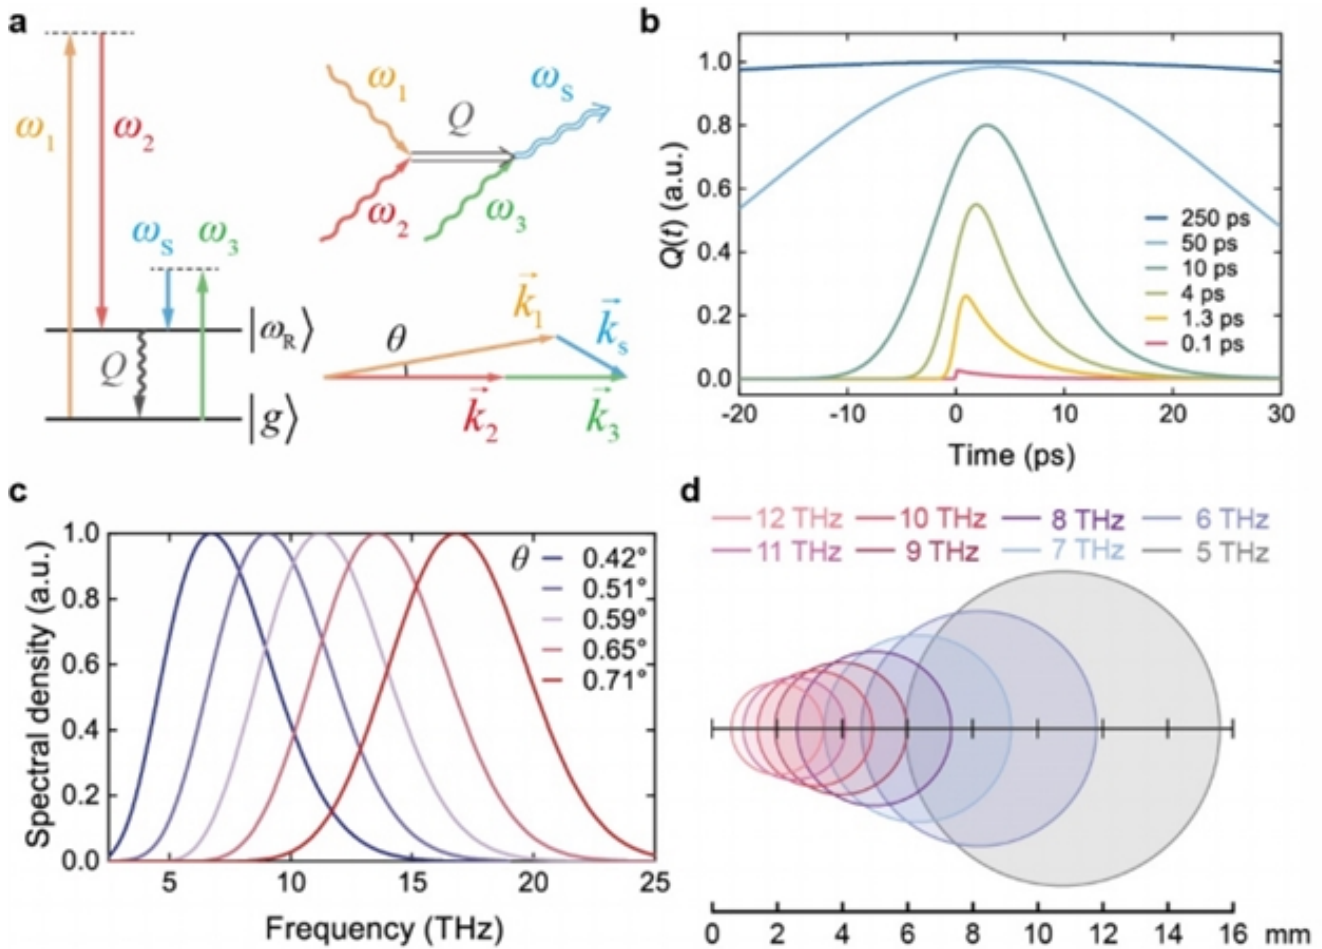 a
ω1
ω2
ωS
ω3
Q
|ωR⟩
|g⟩
ω1
ωS
Q
ω2
ω3
θ
k⃗1
k⃗s
k⃗2
k⃗3
b
Q(t) (a.u.)
1.0
0.8
0.6
0.4
0.2
0.0
250 ps
50 ps
10 ps
4 ps
1.3 ps
0.1 ps
-20 -10 0 10 20 30
Time (ps)
c
Spectral density (a.u.)
1.0
0.8
0.6
0.4
0.2
0.0
θ 0.42°
0.51°
0.59°
0.65°
0.71°
5 10 15 20 25
Frequency (THz)
d
12 THz 10 THz 8 THz 6 THz
11 THz 9 THz 7 THz 5 THz
0 2 4 6 8 10 12 14 16 mm